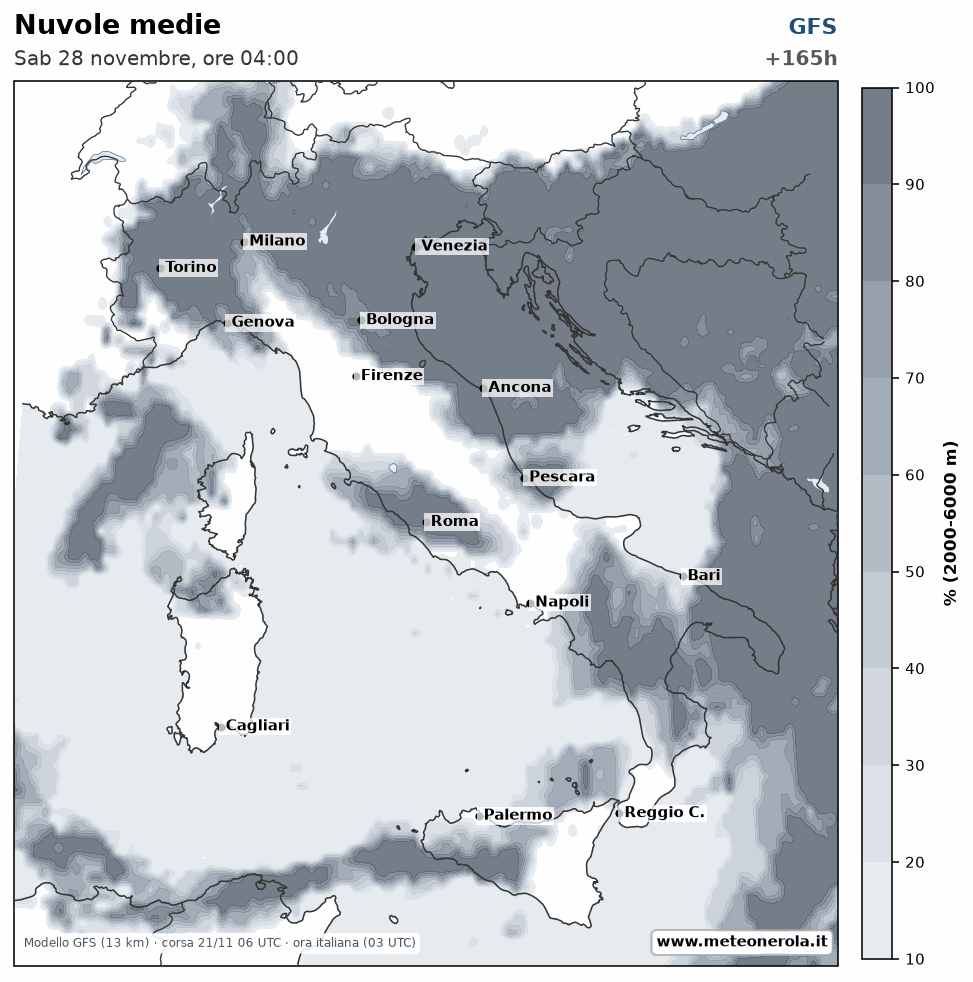 Nuvole medie
GFS
Sab 28 novembre, ore 04:00
+165h
Milano
Venezia
Torino
Genova
Bologna
Firenze
Ancona
Pescara
Roma
Bari
Napoli
Cagliari
Palermo
Reggio C.
Modello GFS (13 km) · corsa 21/11 06 UTC · ora italiana (03 UTC)
www.meteonerola.it
100
90
80
70
60
50
40
30
20
10
% (2000-6000 m)